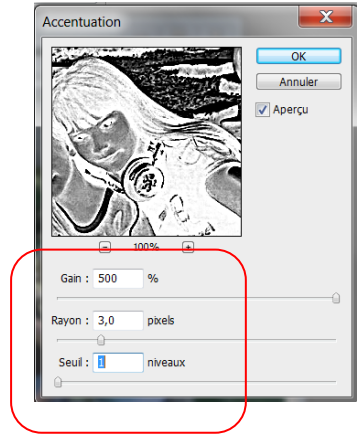 Accentuation
OK
Annuler
Aperçu
100%
Gain : 500 %
Rayon : 3,0 pixels
Seuil : 1 niveaux